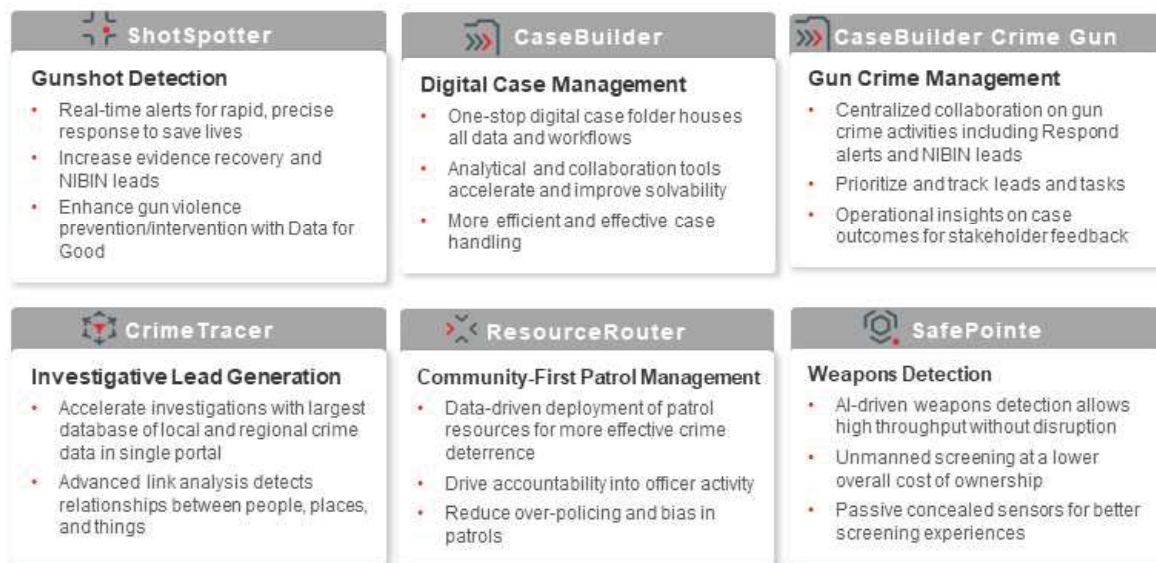 ShotSpotter
Gunshot Detection
• Real-time alerts for rapid, precise
response to save lives
• Increase evidence recovery and
NIBIN leads
• Enhance gun violence
prevention/intervention with Data for
Good
CaseBuilder
Digital Case Management
• One-stop digital case folder houses
all data and workflows
• Analytical and collaboration tools
accelerate and improve solvability
• More efficient and effective case
handling
CaseBuilder Crime Gun
Gun Crime Management
• Centralized collaboration on gun
crime activities including Respond
alerts and NIBIN leads
• Prioritize and track leads and tasks
• Operational insights on case
outcomes for stakeholder feedback
CrimeTracer
Investigative Lead Generation
• Accelerate investigations with largest
database of local and regional crime
data in single portal
• Advanced link analysis detects
relationships between people, places,
and things
ResourceRouter
Community-First Patrol Management
• Data-driven deployment of patrol
resources for more effective crime
deterrence
• Drive accountability into officer activity
• Reduce over-policing and bias in
patrols
SafePointe
Weapons Detection
• AI-driven weapons detection allows
high throughput without disruption
• Unmanned screening at a lower
overall cost of ownership
• Passive concealed sensors for better
screening experiences